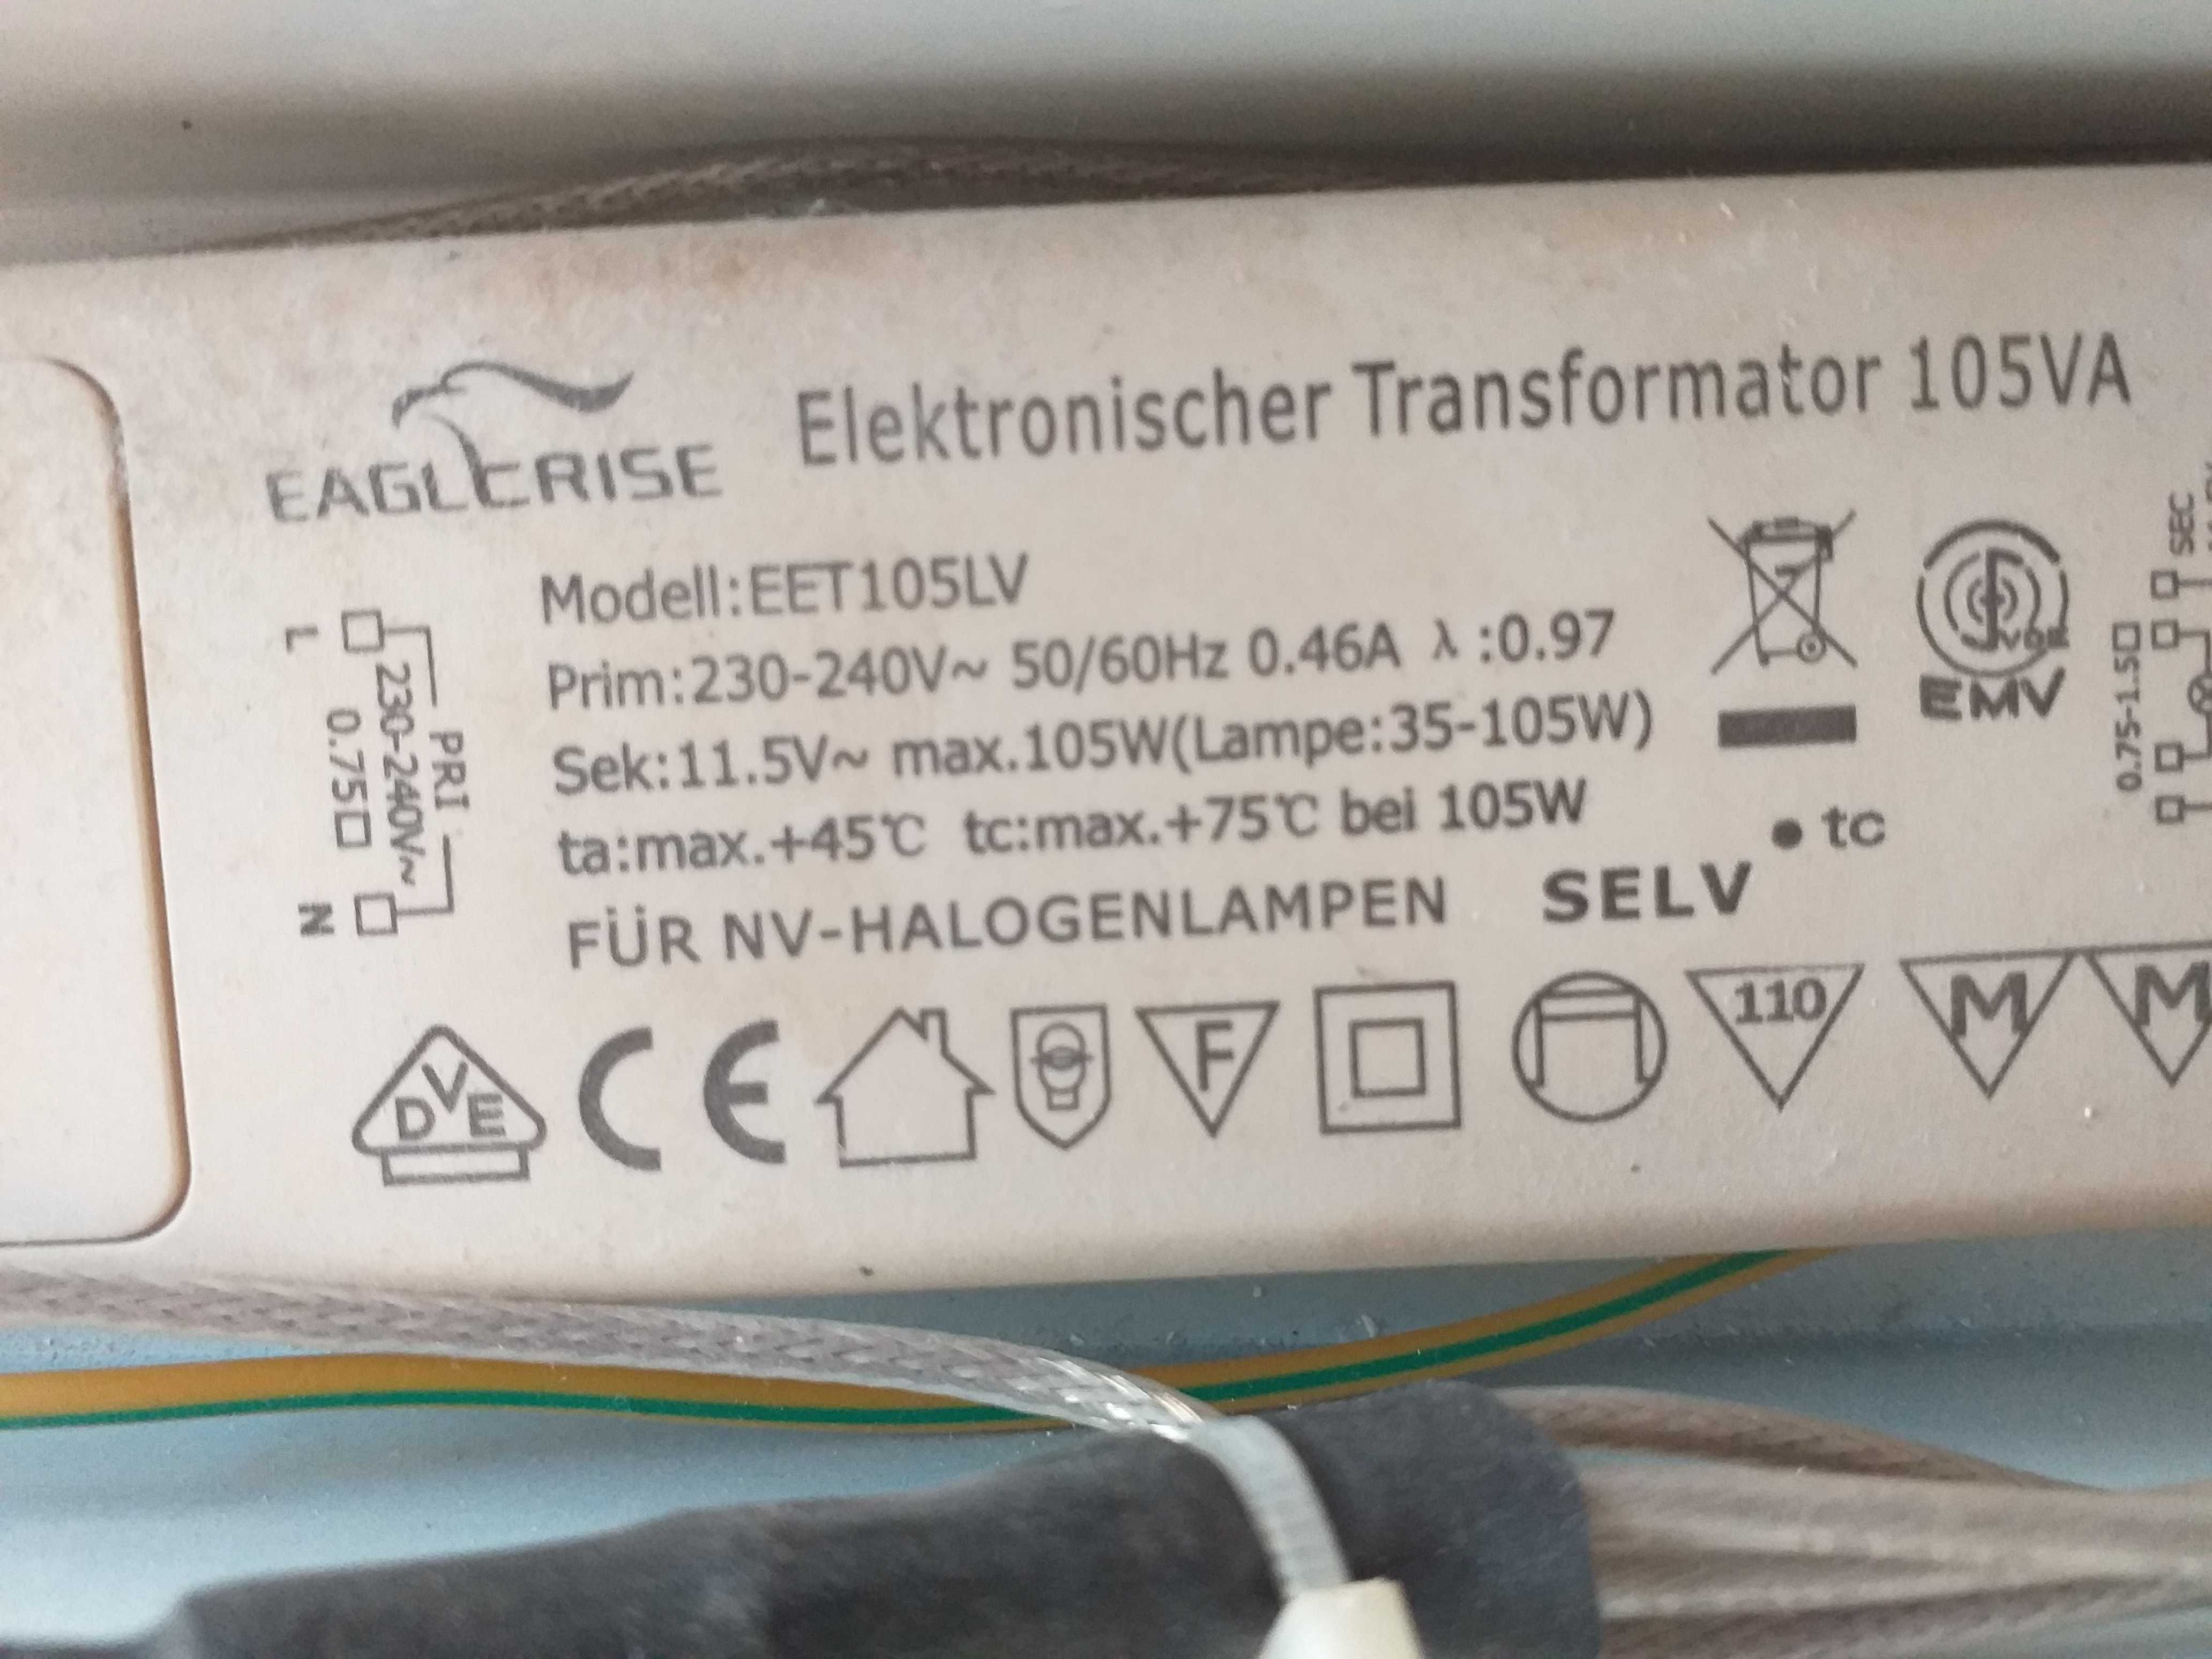 EAGLERISE
Elektronischer Transformator 105VA
Modell:EET105LV
Prim:230-240V~ 50/60Hz 0.46A λ :0.97
Sek:11.5V~ max.105W(Lampe:35-105W)
ta:max.+45℃ tc:max.+75℃ bei 105W
FÜR NV-HALOGENLAMPEN SELV
• tc
L
N
PRI
230-240V~
0.75
VDE
EMV
SEC
0.75-1.5
DVE
CE
F
110
M
M